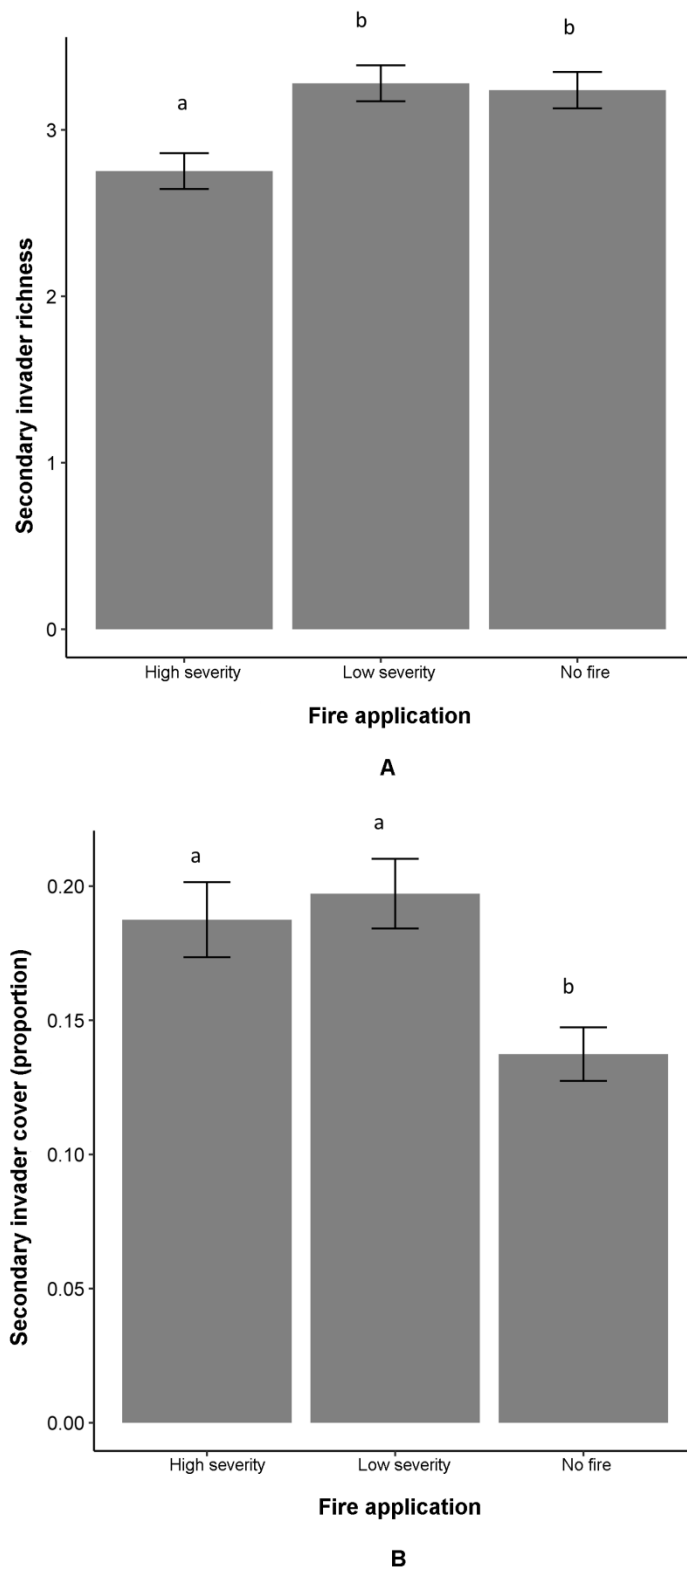 b
b
a
3
2
1
0
Secondary invader richness
High severity
Low severity
No fire
Fire application
A
a
a
b
0.20
0.15
0.10
0.05
0.00
Secondary invader cover (proportion)
High severity
Low severity
No fire
Fire application
B